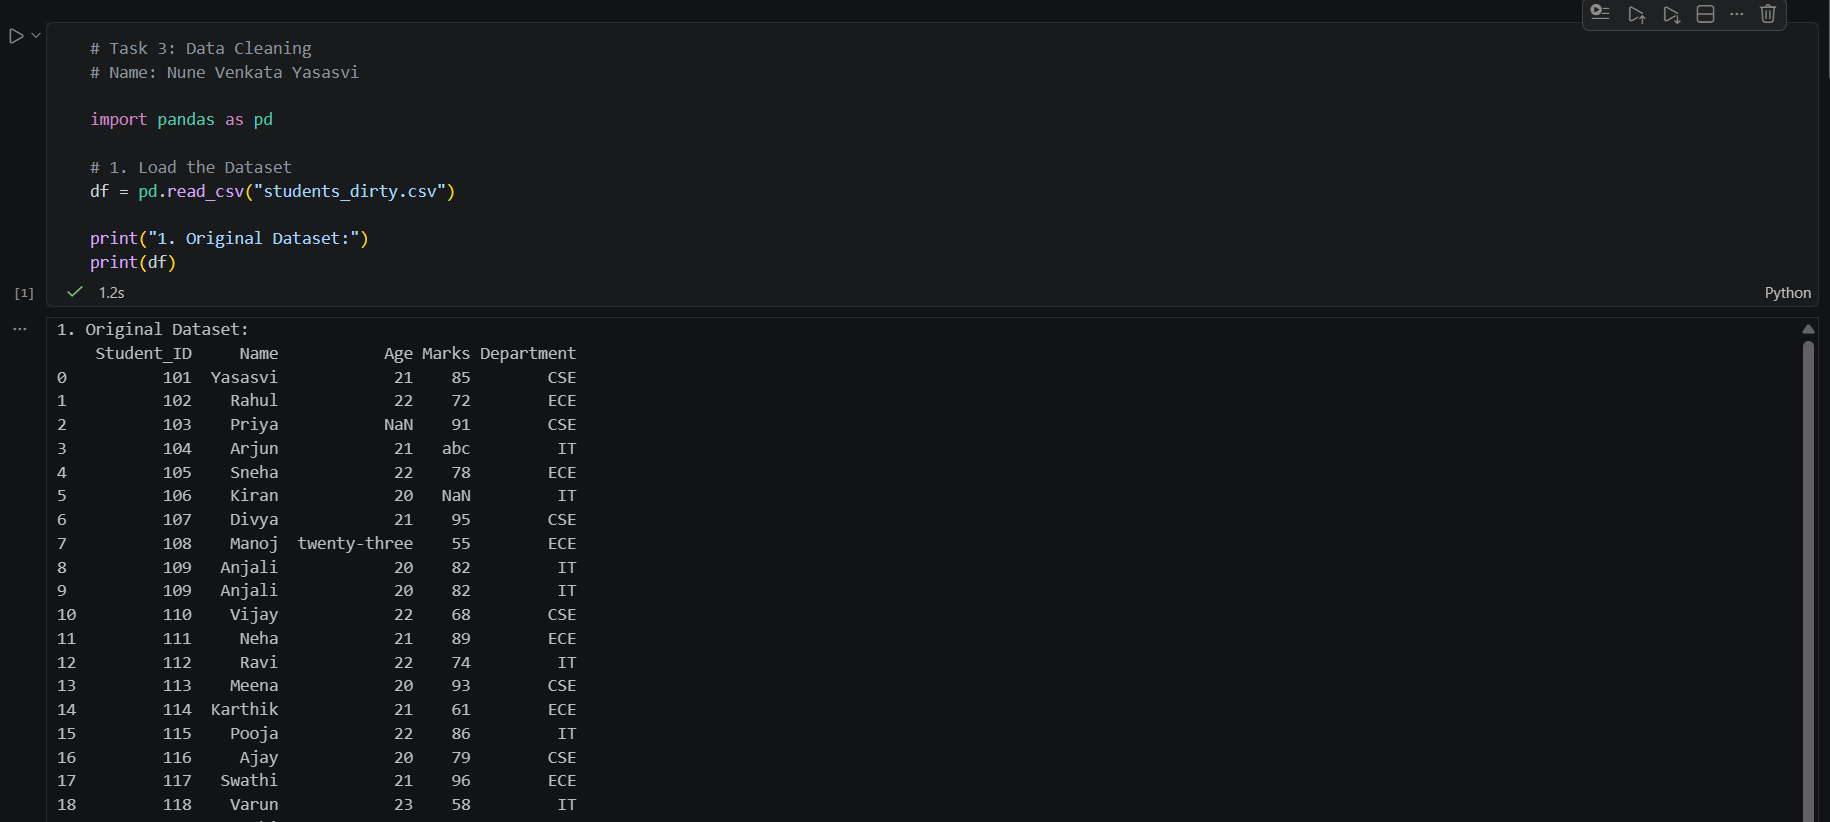 # Task 3: Data Cleaning
# Name: Nune Venkata Yasasvi
import pandas as pd
# 1. Load the Dataset
df = pd.read_csv("students_dirty.csv")
print("1. Original Dataset:")
print(df)
[1] 1.2s Python
1. Original Dataset:
Student_ID Name Age Marks Department
0 101 Yasasvi 21 85 CSE
1 102 Rahul 22 72 ECE
2 103 Priya NaN 91 CSE
3 104 Arjun 21 abc IT
4 105 Sneha 22 78 ECE
5 106 Kiran 20 NaN IT
6 107 Divya 21 95 CSE
7 108 Manoj twenty-three 55 ECE
8 109 Anjali 20 82 IT
9 109 Anjali 20 82 IT
10 110 Vijay 22 68 CSE
11 111 Neha 21 89 ECE
12 112 Ravi 22 74 IT
13 113 Meena 20 93 CSE
14 114 Karthik 21 61 ECE
15 115 Pooja 22 86 IT
16 116 Ajay 20 79 CSE
17 117 Swathi 21 96 ECE
18 118 Varun 23 58 IT